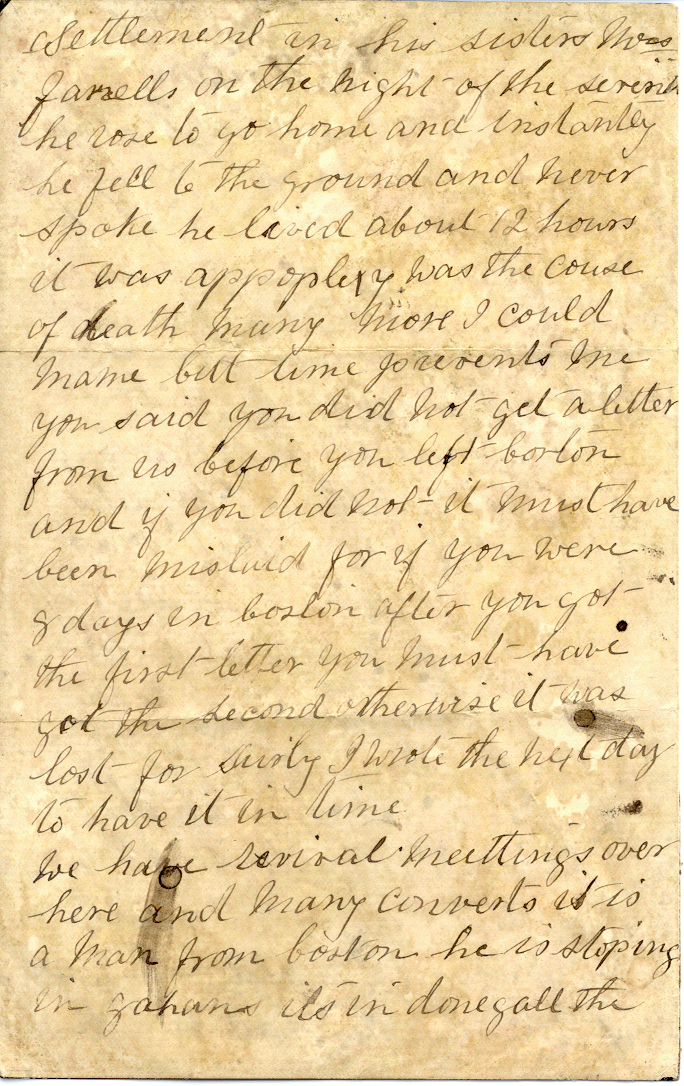 Settlement in his sisters Mrs
Farrells on the night of the seventh
he rose to go home and instantly
he fell to the ground and never
spoke he lived about 12 hours
it was appoplexy was the couse
of death many more I could
name but time prevents me
you said you did not get a letter
from us before you left boston
and if you did not it must have
been mislaid for if you were
8 days in boston after you got
the first letter you must have
got the second otherwise it was
lost for surly I wrote the next day
to have it in time
we have revival meettings over
here and many converts it is
a man from boston he is stoping
in gahans its in donegall the